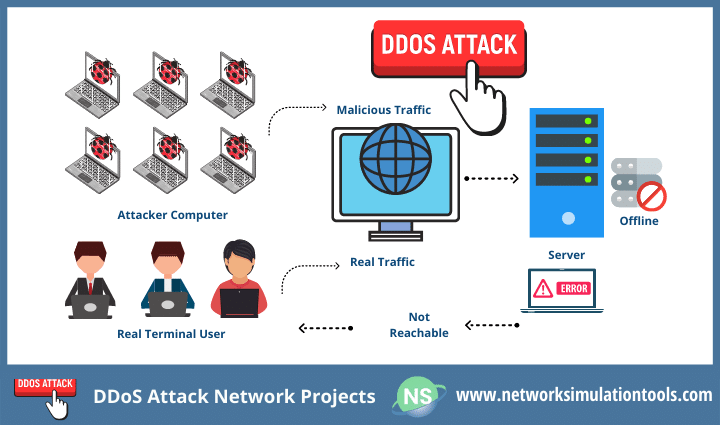 DDOS ATTACK
Malicious Traffic
Attacker Computer
Offline
Server
Real Traffic
ERROR
Real Terminal User
Not
Reachable
DDOS ATTACK
DDoS Attack Network Projects
NS
www.networksimulationtools.com